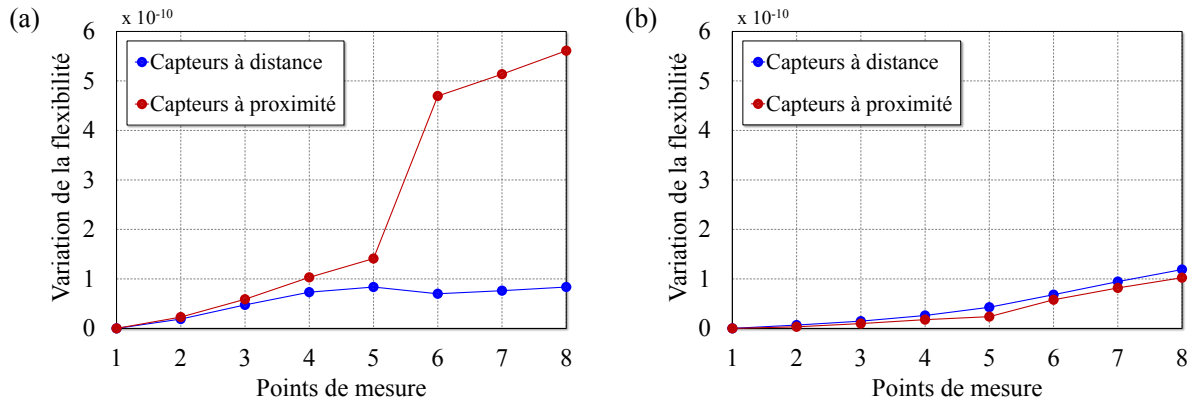 (a)
x 10⁻¹⁰
6
5
4
3
2
1
0
Variation de la flexibilité
Capteurs à distance
Capteurs à proximité
1 2 3 4 5 6 7 8
Points de mesure
(b)
x 10⁻¹⁰
6
5
4
3
2
1
0
Variation de la flexibilité
Capteurs à distance
Capteurs à proximité
1 2 3 4 5 6 7 8
Points de mesure